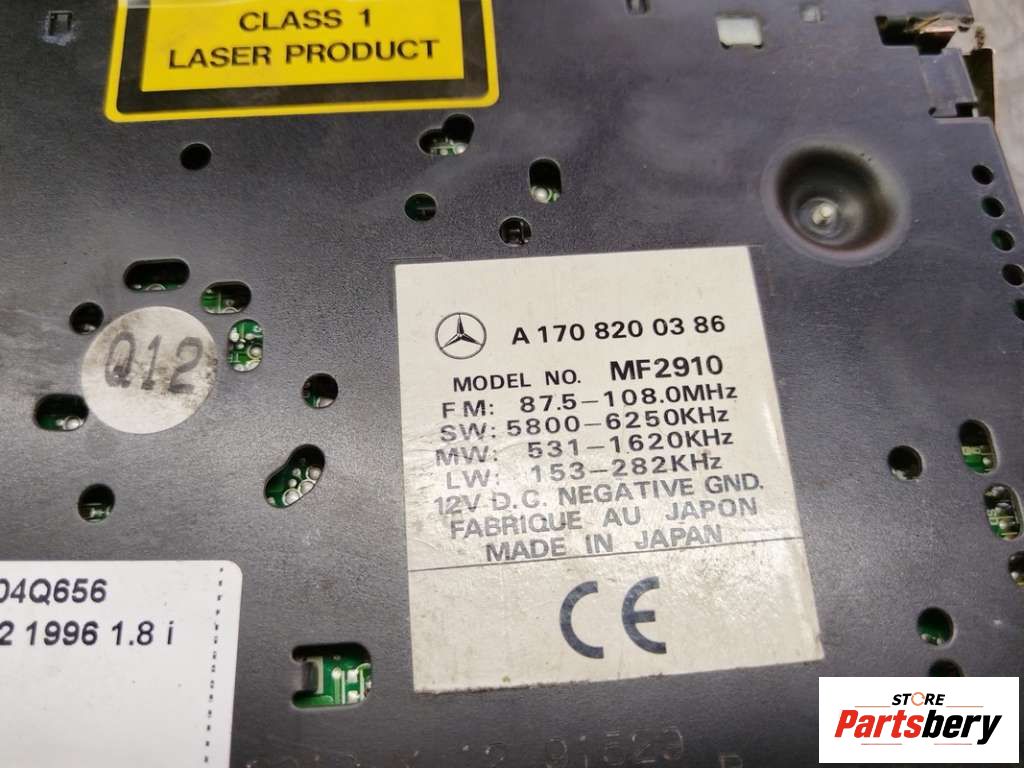 CLASS 1
LASER PRODUCT
Q12
A 170 820 03 86
MODEL NO. MF2910
FM: 87.5-108.0MHz
SW: 5800-6250KHz
MW: 531-1620KHz
LW: 153-282KHz
12V D.C. NEGATIVE GND.
FABRIQUE AU JAPON
MADE IN JAPAN
CE
04Q656
2 1996 1.8 i
STORE
Partsbery